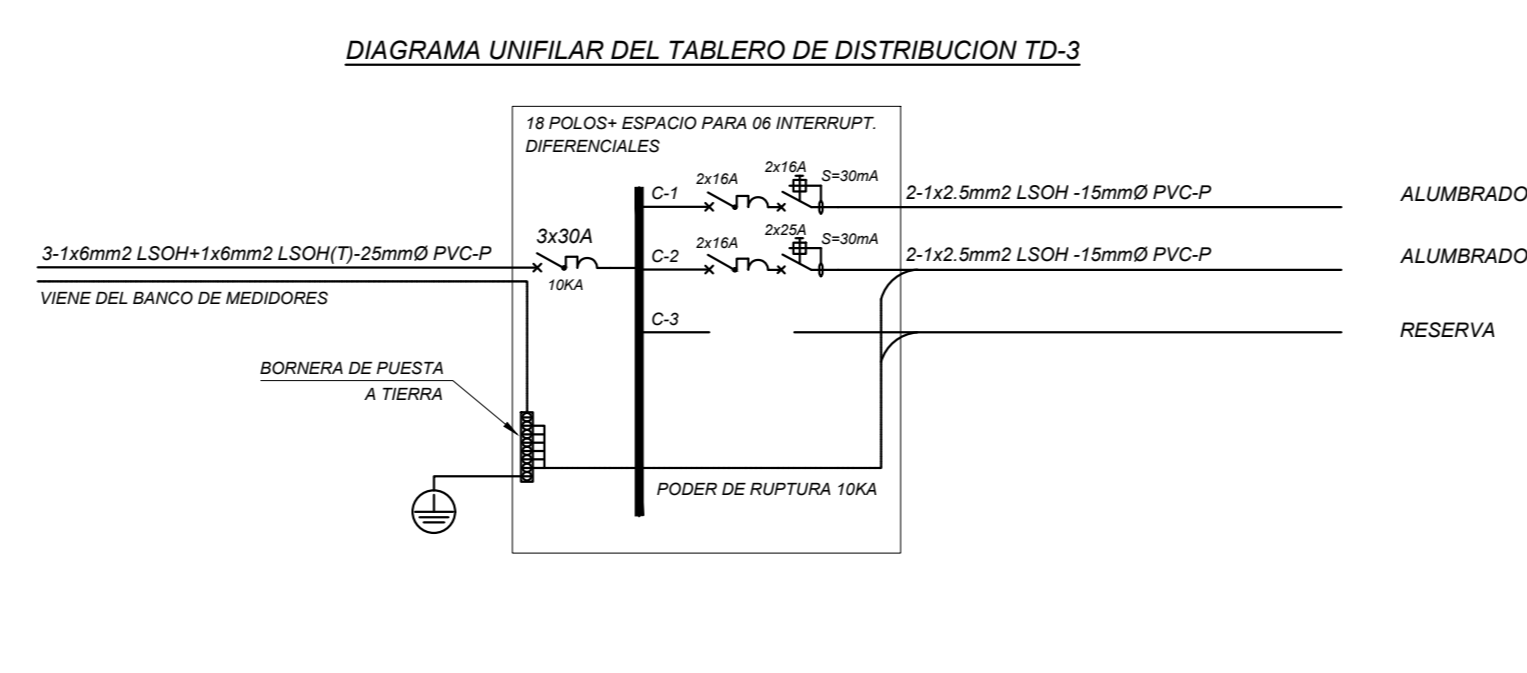 DIAGRAMA UNIFILAR DEL TABLERO DE DISTRIBUCION TD-3
18 POLOS+ ESPACIO PARA 06 INTERRUPT.
DIFERENCIALES
C-1
2x16A
2x16A
S=30mA
2-1x2.5mm2 LSOH -15mmØ PVC-P
ALUMBRADO
3-1x6mm2 LSOH+1x6mm2 LSOH(T)-25mmØ PVC-P
3x30A
10KA
C-2
2x16A
2x25A
S=30mA
2-1x2.5mm2 LSOH -15mmØ PVC-P
ALUMBRADO
VIENE DEL BANCO DE MEDIDORES
C-3
RESERVA
BORNERA DE PUESTA
A TIERRA
PODER DE RUPTURA 10KA